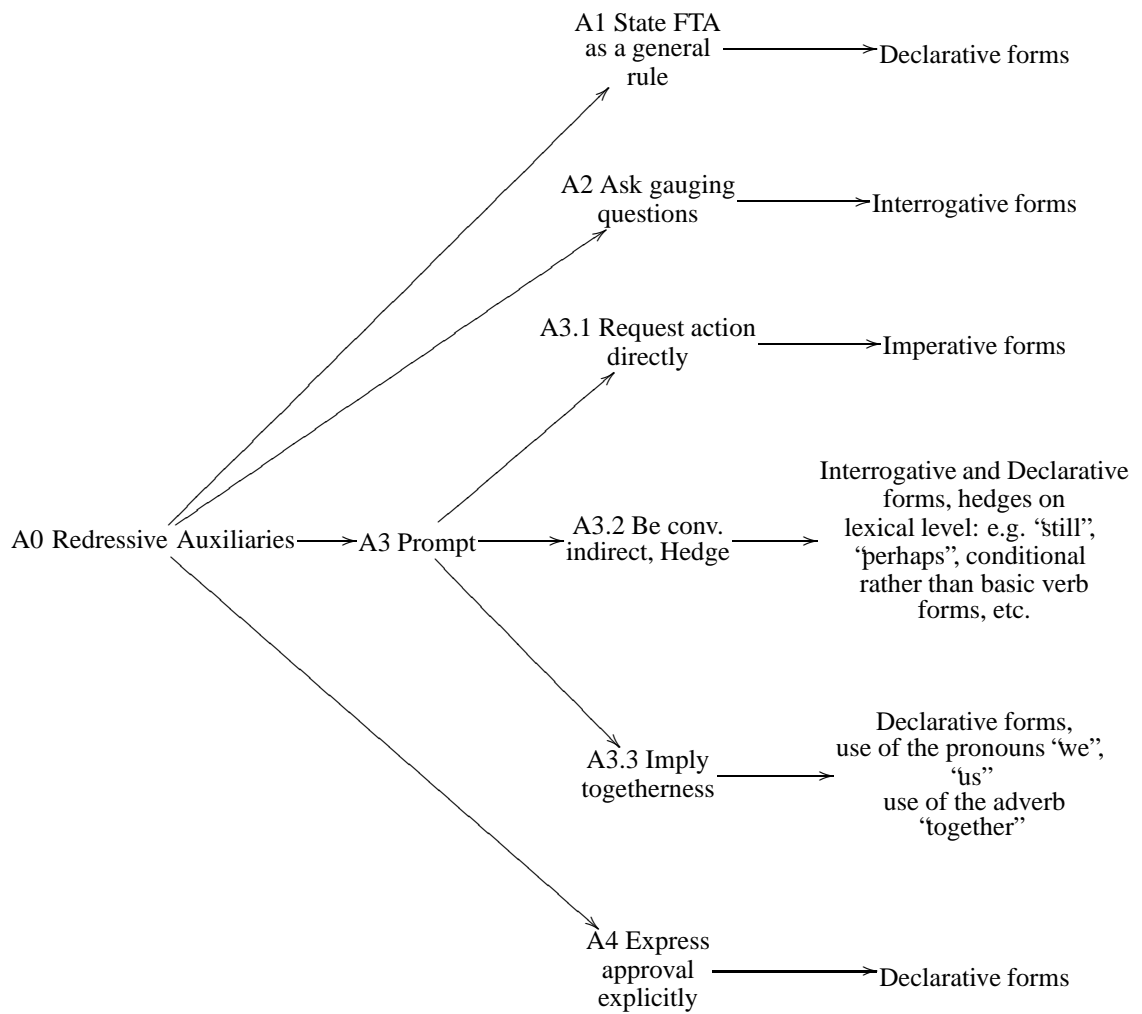 A1 State FTA
as a general
rule
Declarative forms
A2 Ask gauging
questions
Interrogative forms
A3.1 Request action
directly
Imperative forms
A0 Redressive Auxiliaries
A3 Prompt
A3.2 Be conv.
indirect, Hedge
Interrogative and Declarative
forms, hedges on
lexical level: e.g. “still”,
“perhaps”, conditional
rather than basic verb
forms, etc.
A3.3 Imply
togetherness
Declarative forms,
use of the pronouns “we”,
“us”
use of the adverb
“together”
A4 Express
approval
explicitly
Declarative forms